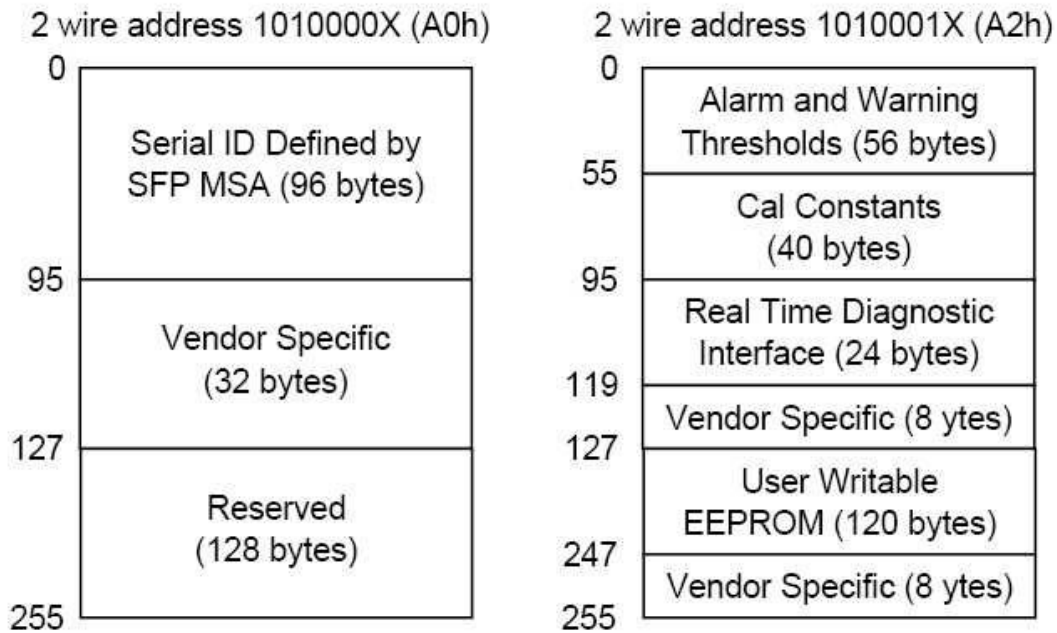 2 wire address 1010000X (A0h)
0
Serial ID Defined by
SFP MSA (96 bytes)
95
Vendor Specific
(32 bytes)
127
Reserved
(128 bytes)
255
2 wire address 1010001X (A2h)
0
Alarm and Warning
Thresholds (56 bytes)
55
Cal Constants
(40 bytes)
95
Real Time Diagnostic
Interface (24 bytes)
119
Vendor Specific (8 ytes)
127
User Writable
EEPROM (120 bytes)
247
Vendor Specific (8 ytes)
255